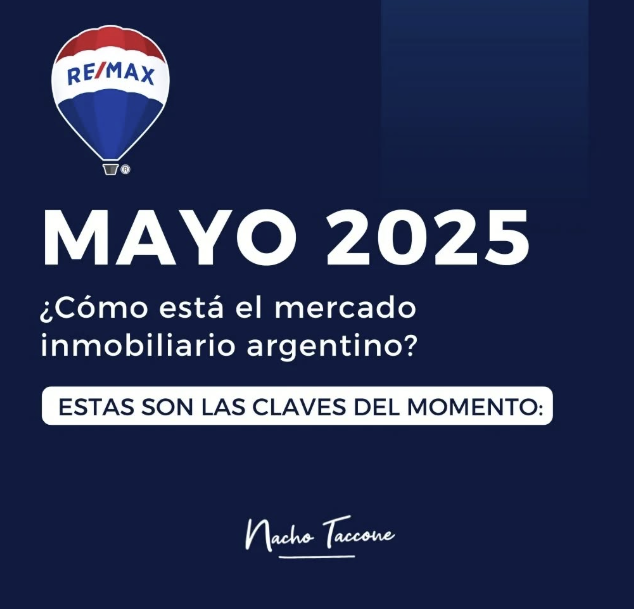 RE/MAX
®
MAYO 2025
¿Cómo está el mercado
inmobiliario argentino?
ESTAS SON LAS CLAVES DEL MOMENTO:
Nacho Taccone